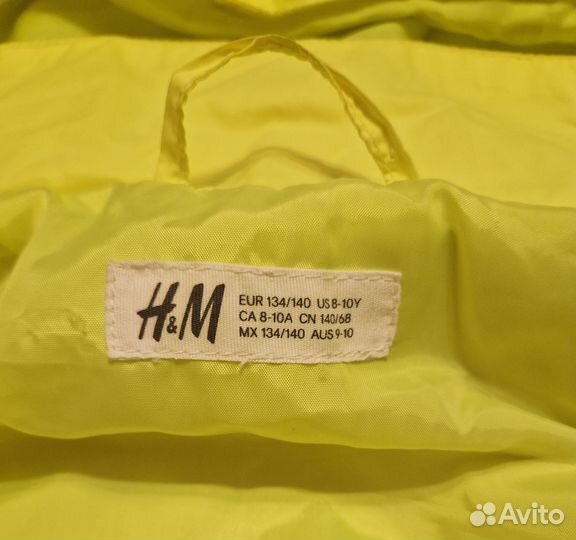 H&M
EUR 134/140 US 8-10Y
CA 8-10A CN 140/68
MX 134/140 AUS 9-10
Avito